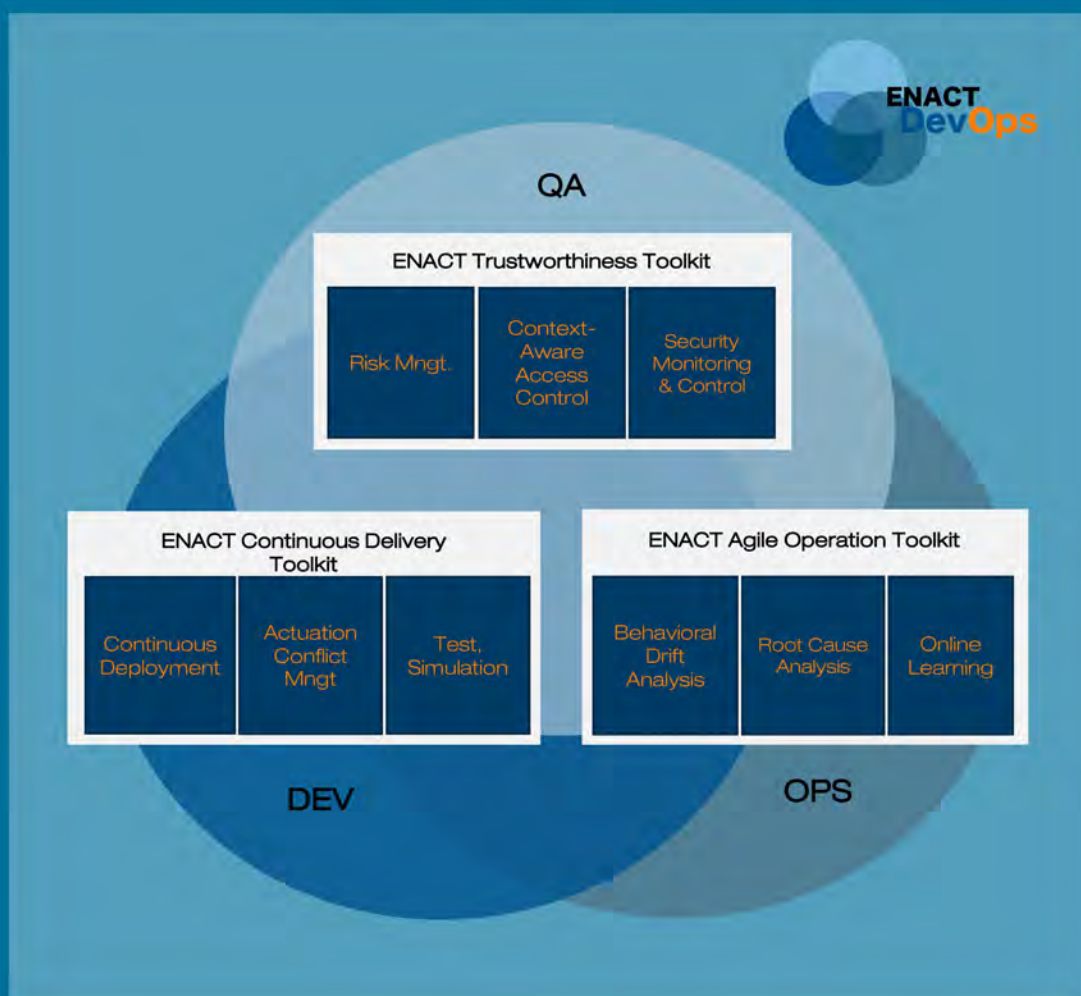 ENACT
DevOps
QA
ENACT Trustworthiness Toolkit
Risk Mngt.
Context-
Aware
Access
Control
Security
Monitoring
& Control
ENACT Continuous Delivery
Toolkit
Continuous
Deployment
Actuation
Conflict
Mngt
Test,
Simulation
ENACT Agile Operation Toolkit
Behavioral
Drift
Analysis
Root Cause
Analysis
Online
Learning
DEV
OPS